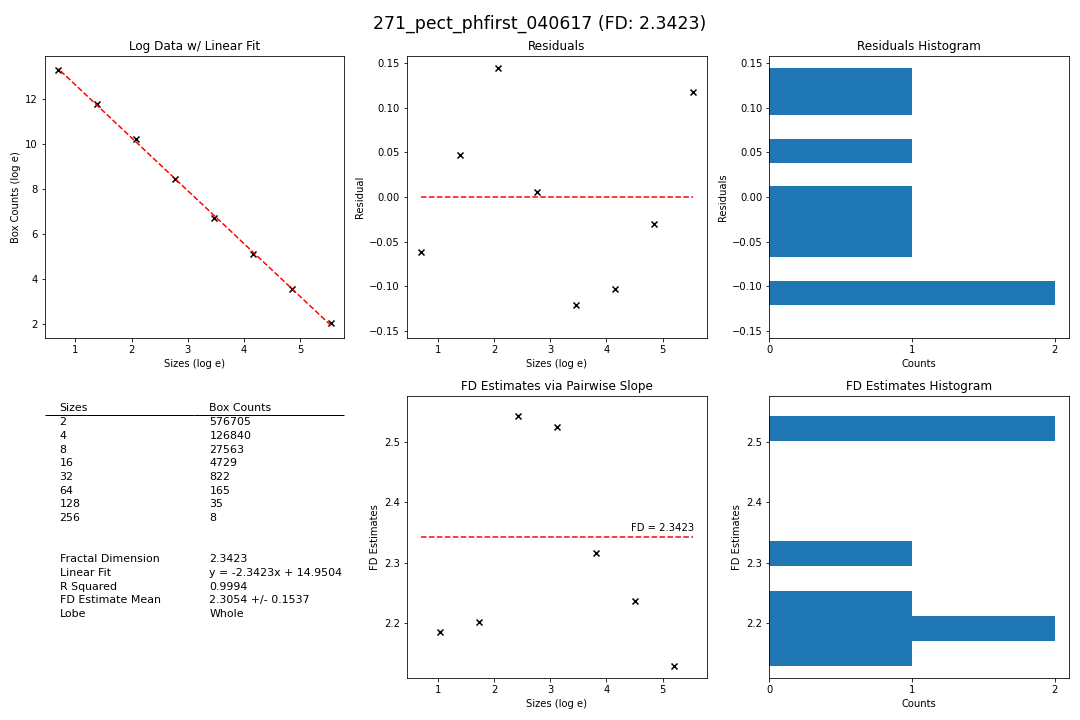 271_pect_phfirst_040617 (FD: 2.3423)
Log Data w/ Linear Fit
Box Counts (log e)
12
10
8
6
4
2
1 2 3 4 5
Sizes (log e)
Residuals
Residual
0.15
0.10
0.05
0.00
−0.05
−0.10
−0.15
1 2 3 4 5
Sizes (log e)
Residuals Histogram
Residuals
0.15
0.10
0.05
0.00
−0.05
−0.10
−0.15
0 1 2
Counts
Sizes Box Counts
2 576705
4 126840
8 27563
16 4729
32 822
64 165
128 35
256 8
Fractal Dimension 2.3423
Linear Fit y = -2.3423x + 14.9504
R Squared 0.9994
FD Estimate Mean 2.3054 +/- 0.1537
Lobe Whole
FD Estimates via Pairwise Slope
FD Estimates
2.5
2.4
2.3
2.2
FD = 2.3423
1 2 3 4 5
Sizes (log e)
FD Estimates Histogram
FD Estimates
2.5
2.4
2.3
2.2
0 1 2
Counts